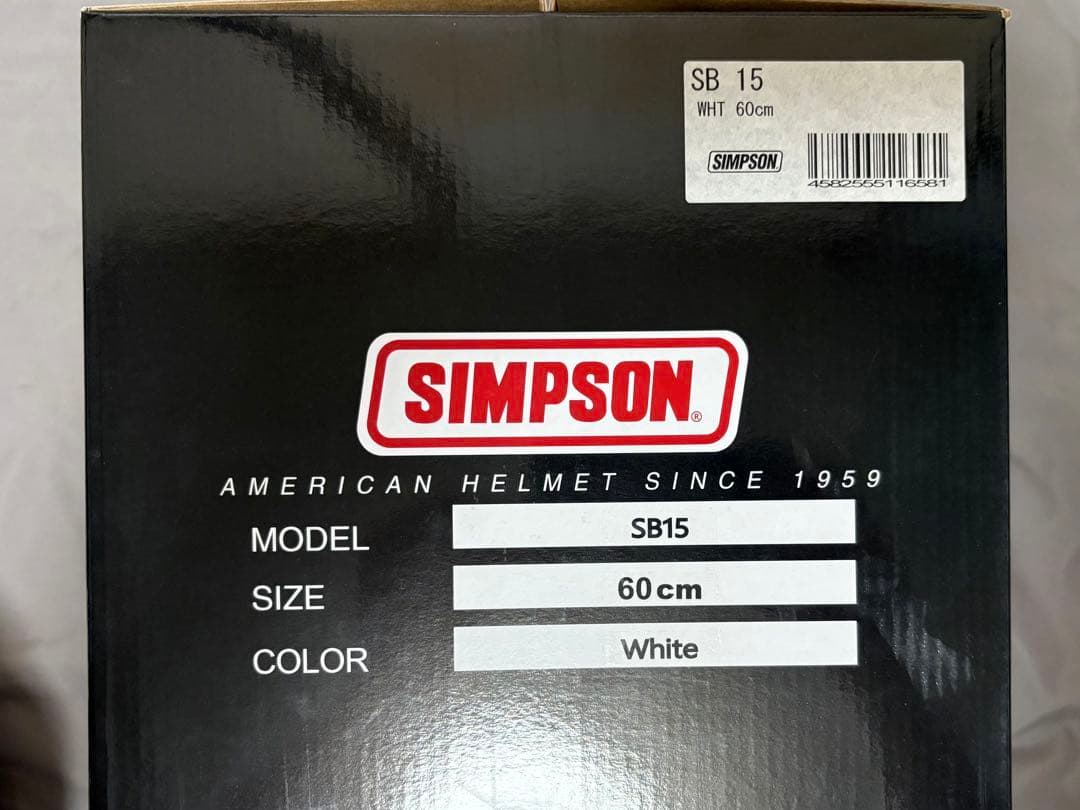 SB 15
WHT 60cm
SIMPSON
4582555116581
SIMPSON®
AMERICAN HELMET SINCE 1959
MODEL SB15
SIZE 60cm
COLOR White